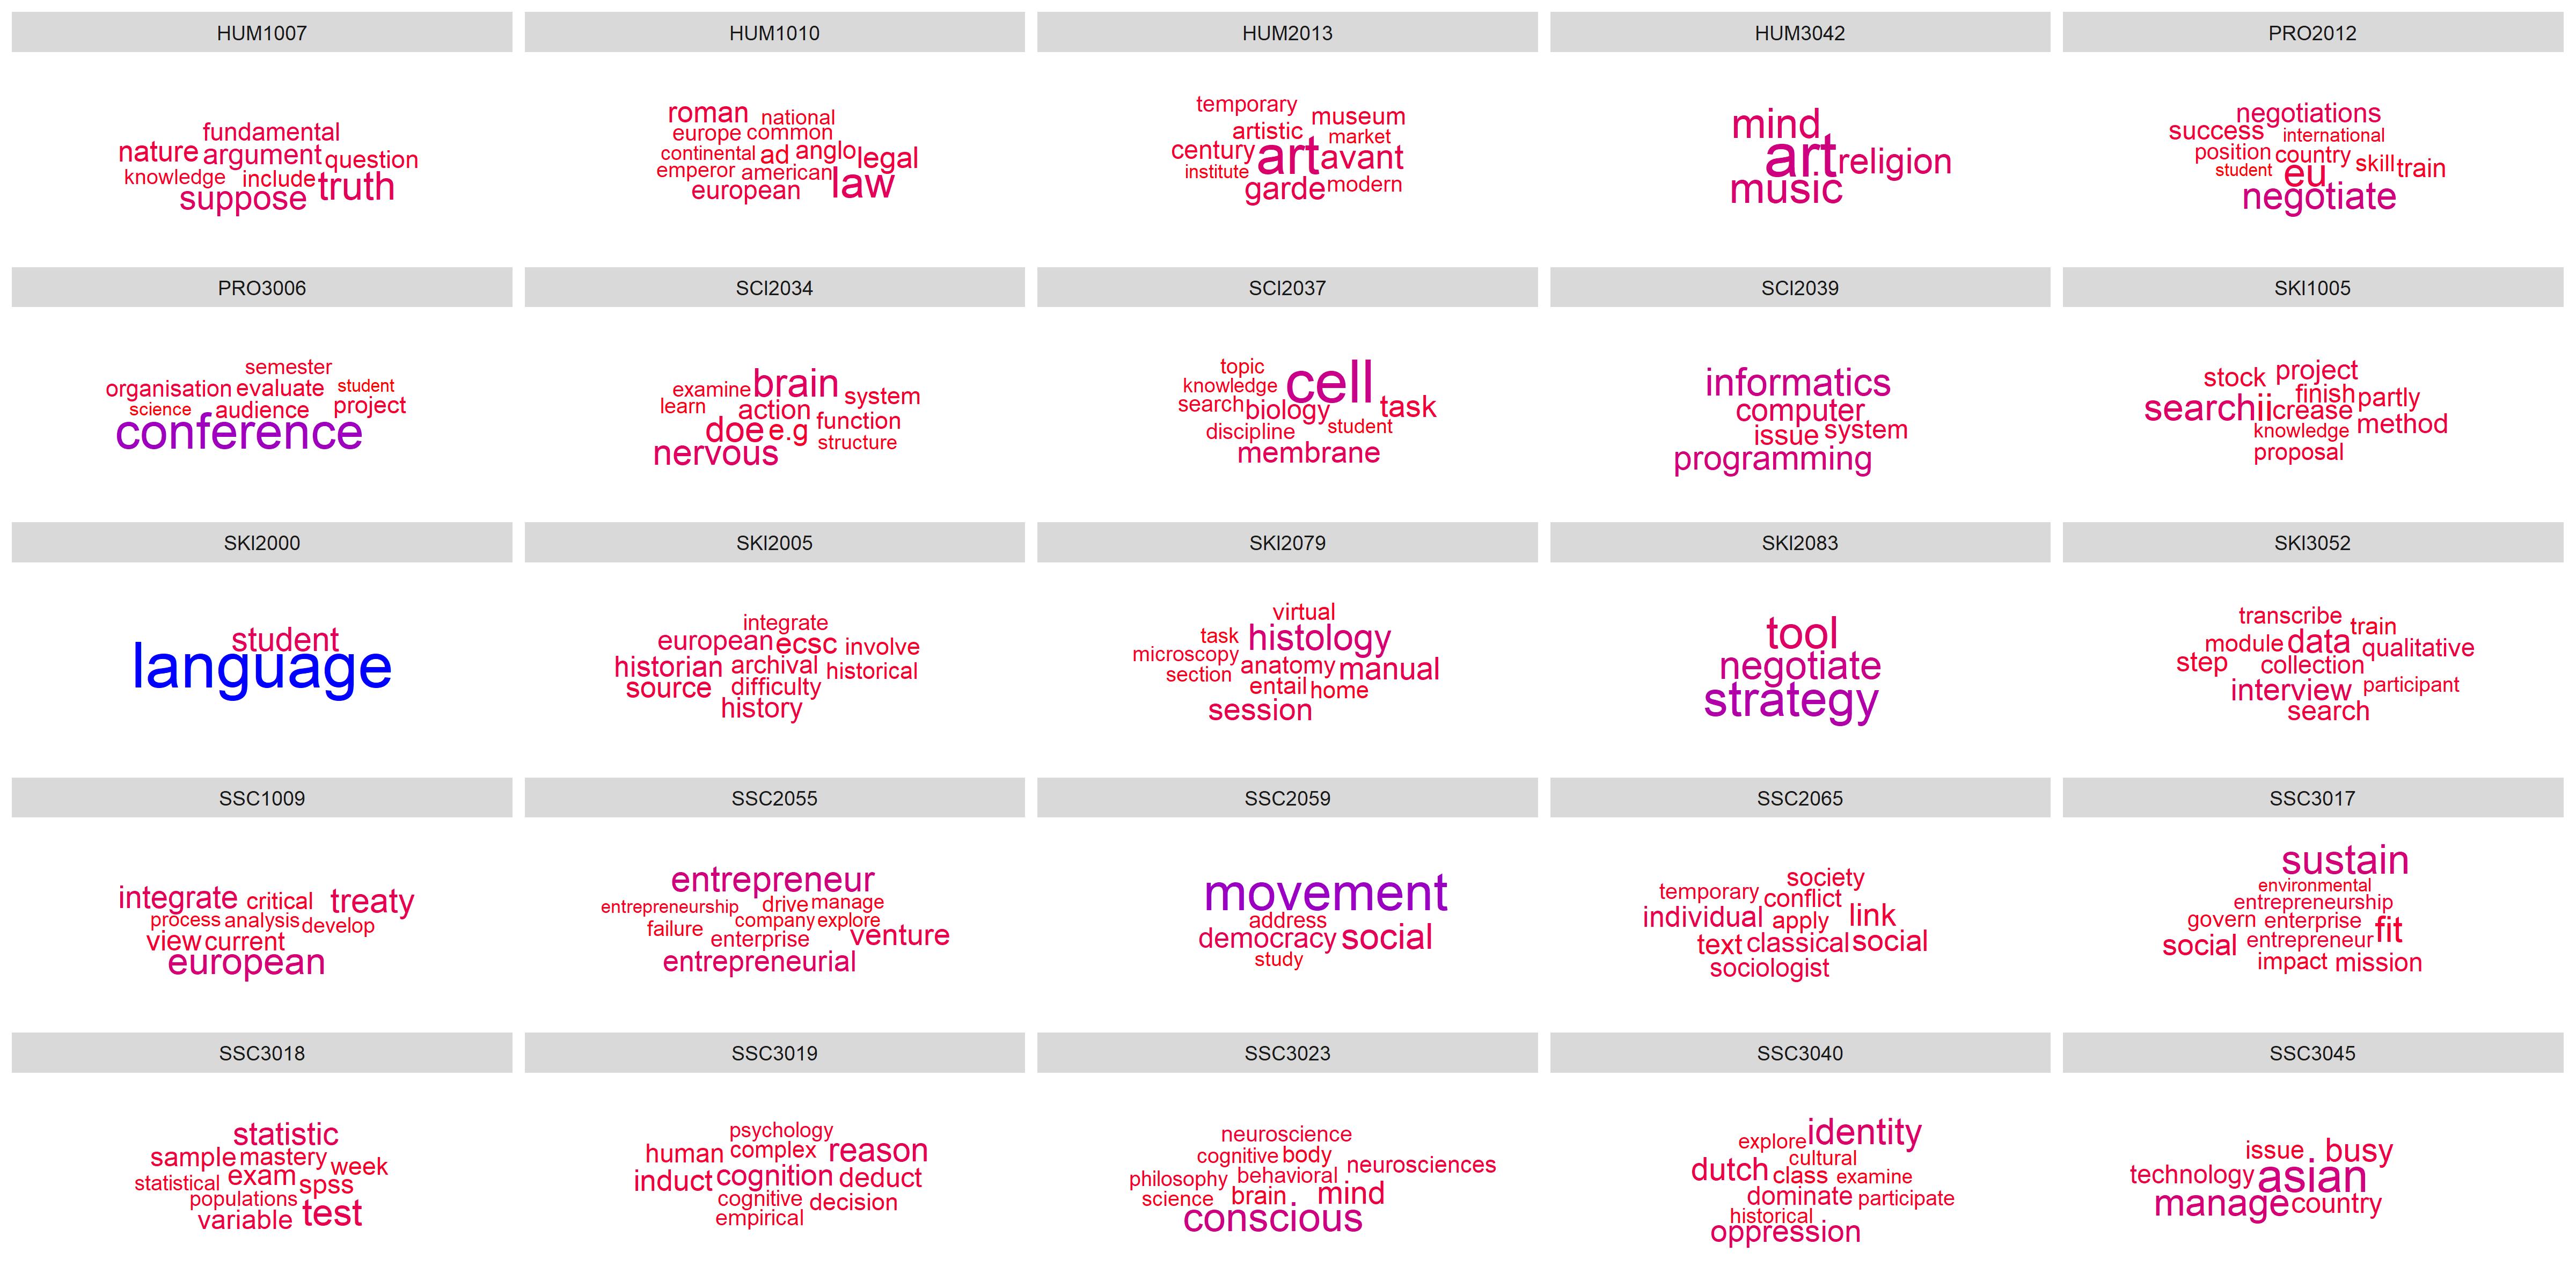 HUM1007
fundamental
nature argument question
knowledge include truth
suppose
HUM1010
roman national
europe common
continental ad anglo legal
emperor american law
european
HUM2013
temporary museum
artistic market
century art avant
institute
garde modern
HUM3042
mind
art religion
music
PRO2012
negotiations
success international
position country skill train
student eu
negotiate
PRO3006
semester
organisation evaluate student
science audience project
conference
SCI2034
examine brain system
learn action function
doe e.g structure
nervous
SCI2037
topic cell
knowledge
search biology task
discipline student
membrane
SCI2039
informatics
computer
issue system
programming
SKI1005
stock project
finish partly
searchii crease method
knowledge
proposal
SKI2000
student
language
SKI2005
integrate
european ecsc involve
historian archival historical
source difficulty
history
SKI2079
virtual
task histology
microscopy anatomy manual
section entail home
session
SKI2083
tool
negotiate
strategy
SKI3052
transcribe train
module data qualitative
step collection
interview participant
search
SSC1009
integrate critical treaty
process analysis develop
view current
european
SSC2055
entrepreneur
entrepreneurship drive manage
failure company explore
enterprise venture
entrepreneurial
SSC2059
movement
address
democracy social
study
SSC2065
society
temporary conflict
individual apply link
text classical social
sociologist
SSC3017
sustain
environmental
entrepreneurship
govern enterprise fit
social entrepreneur
impact mission
SSC3018
statistic
sample mastery week
statistical exam spss
populations
variable test
SSC3019
psychology
human complex reason
induct cognition deduct
cognitive decision
empirical
SSC3023
neuroscience
cognitive body neurosciences
philosophy behavioral
science brain mind
conscious
SSC3040
explore identity
cultural
dutch class examine
dominate participate
historical
oppression
SSC3045
issue busy
technology asian
manage country